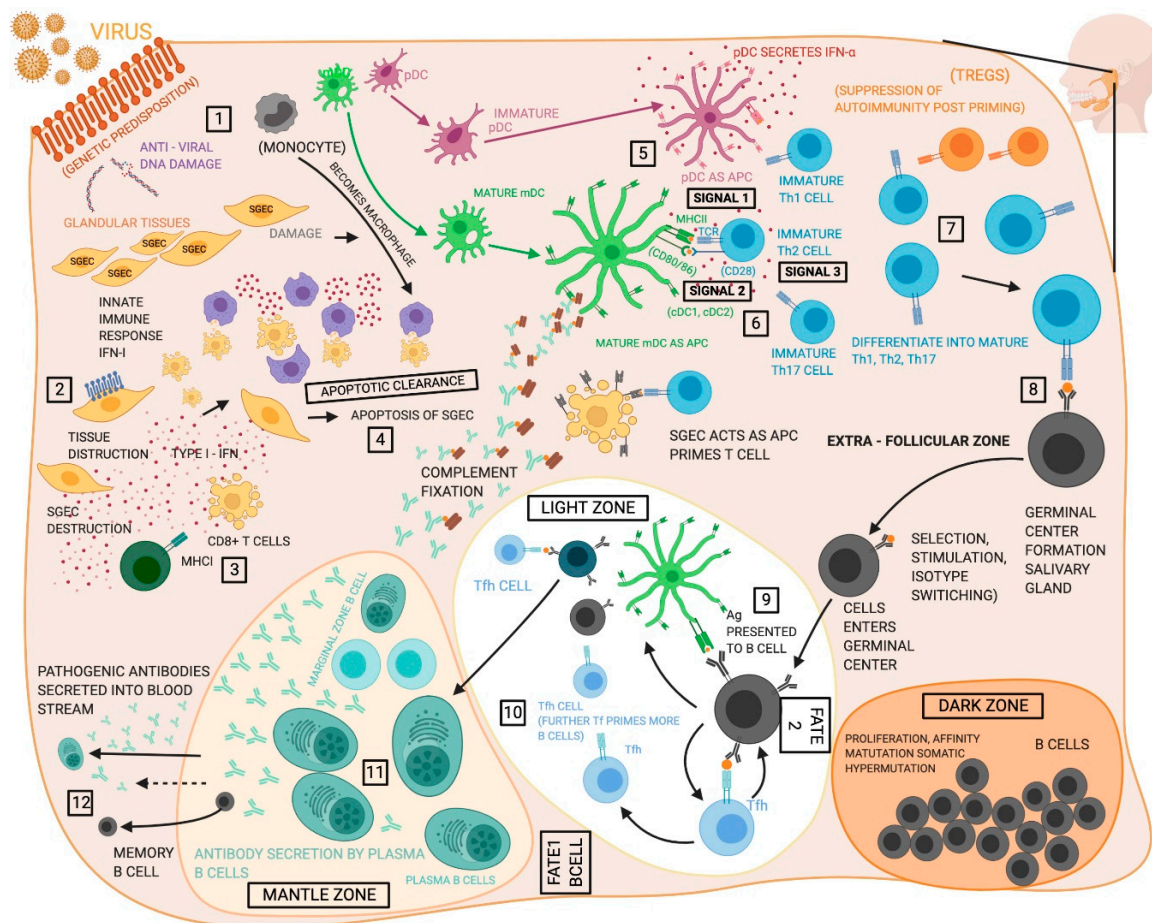 VIRUS
(GENETIC PREDISPOSITION)
1
ANTI - VIRAL
DNA DAMAGE
(MONOCYTE)
BECOMES MACROPHAGE
pDC
IMMATURE
pDC
pDC SECRETES IFN-α
5
pDC AS APC
MATURE mDC
SIGNAL 1
MHCII
TCR
(CD80/86)
(CD28)
SIGNAL 2
(cDC1, cDC2)
MATURE mDC AS APC
IMMATURE
Th1 CELL
IMMATURE
Th2 CELL
SIGNAL 3
6
IMMATURE
Th17 CELL
(TREGS)
(SUPPRESSION OF
AUTOIMMUNITY POST PRIMING)
7
DIFFERENTIATE INTO MATURE
Th1, Th2, Th17
GLANDULAR TISSUES
SGEC
SGEC
SGEC
SGEC
SGEC
DAMAGE
INNATE
IMMUNE
RESPONSE
IFN-I
2
TISSUE
DISTRUCTION
APOPTOTIC CLEARANCE
APOPTOSIS OF SGEC
4
TYPE I - IFN
SGEC
DESTRUCTION
CD8+ T CELLS
MHCI
3
COMPLEMENT
FIXATION
SGEC ACTS AS APC
PRIMES T CELL
8
EXTRA - FOLLICULAR ZONE
GERMINAL
CENTER
FORMATION
SALIVARY
GLAND
SELECTION,
STIMULATION,
ISOTYPE
SWITICHING)
CELLS
ENTERS
GERMINAL
CENTER
LIGHT ZONE
Tfh CELL
9
Ag
PRESENTED
TO B CELL
FATE
2
10
Tfh CELL
(FURTHER Tf PRIMES MORE
B CELLS)
Tfh
Tfh
FATE1
BCELL
DARK ZONE
PROLIFERATION, AFFINITY
MATUTATION SOMATIC
HYPERMUTATION
B CELLS
MARGINAL ZONE B CELL
11
ANTIBODY SECRETION BY PLASMA
B CELLS
PLASMA B CELLS
MANTLE ZONE
PATHOGENIC ANTIBODIES
SECRETED INTO BLOOD
STREAM
12
MEMORY
B CELL